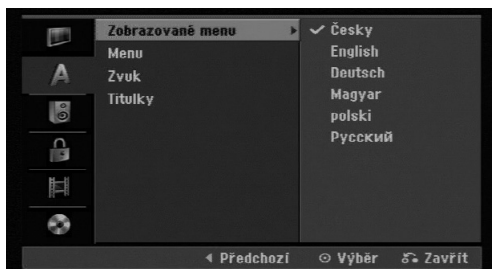 Zobrazované menu
Menu
Zvuk
Titulky
Česky
English
Deutsch
Magyar
polski
Русский
Předchozí Výběr Zavřít